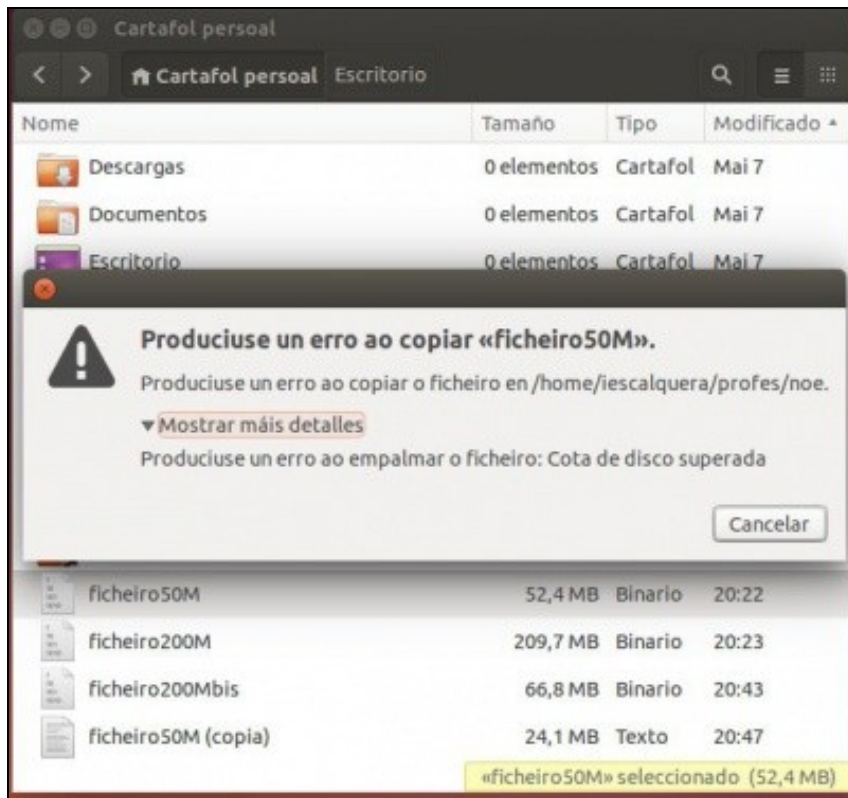 Cartafol persoal
Cartafol persoal Escritorio
Nome Tamaño Tipo Modificado
Descargas 0 elementos Cartafol Mai 7
Documentos 0 elementos Cartafol Mai 7
Escritorio 0 elementos Cartafol Mai 7
Produciuse un erro ao copiar «ficheiro50M».
Produciuse un erro ao copiar o ficheiro en /home/iescalquera/profes/noe.
Mostrar máis detalles
Produciuse un erro ao empalmar o ficheiro: Cota de disco superada
Cancelar
ficheiro50M 52,4 MB Binario 20:22
ficheiro200M 209,7 MB Binario 20:23
ficheiro200Mbis 66,8 MB Binario 20:43
ficheiro50M (copia) 24,1 MB Texto 20:47
«ficheiro50M» seleccionado (52,4 MB)